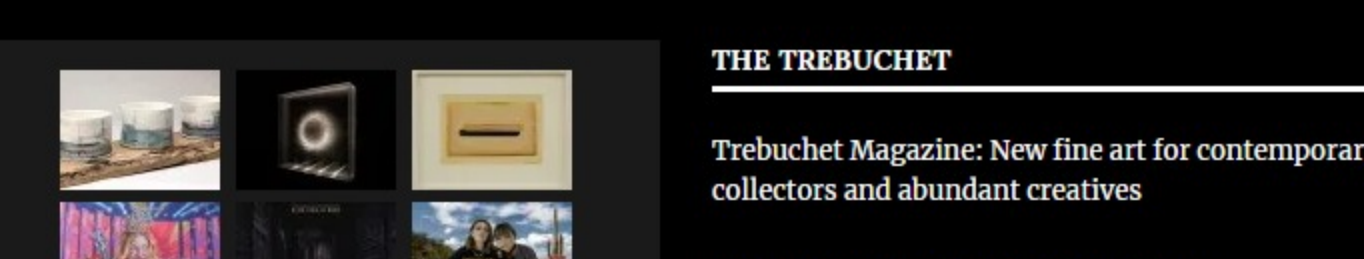 THE TREBUCHET
Trebuchet Magazine: New fine art for contemporar
collectors and abundant creatives